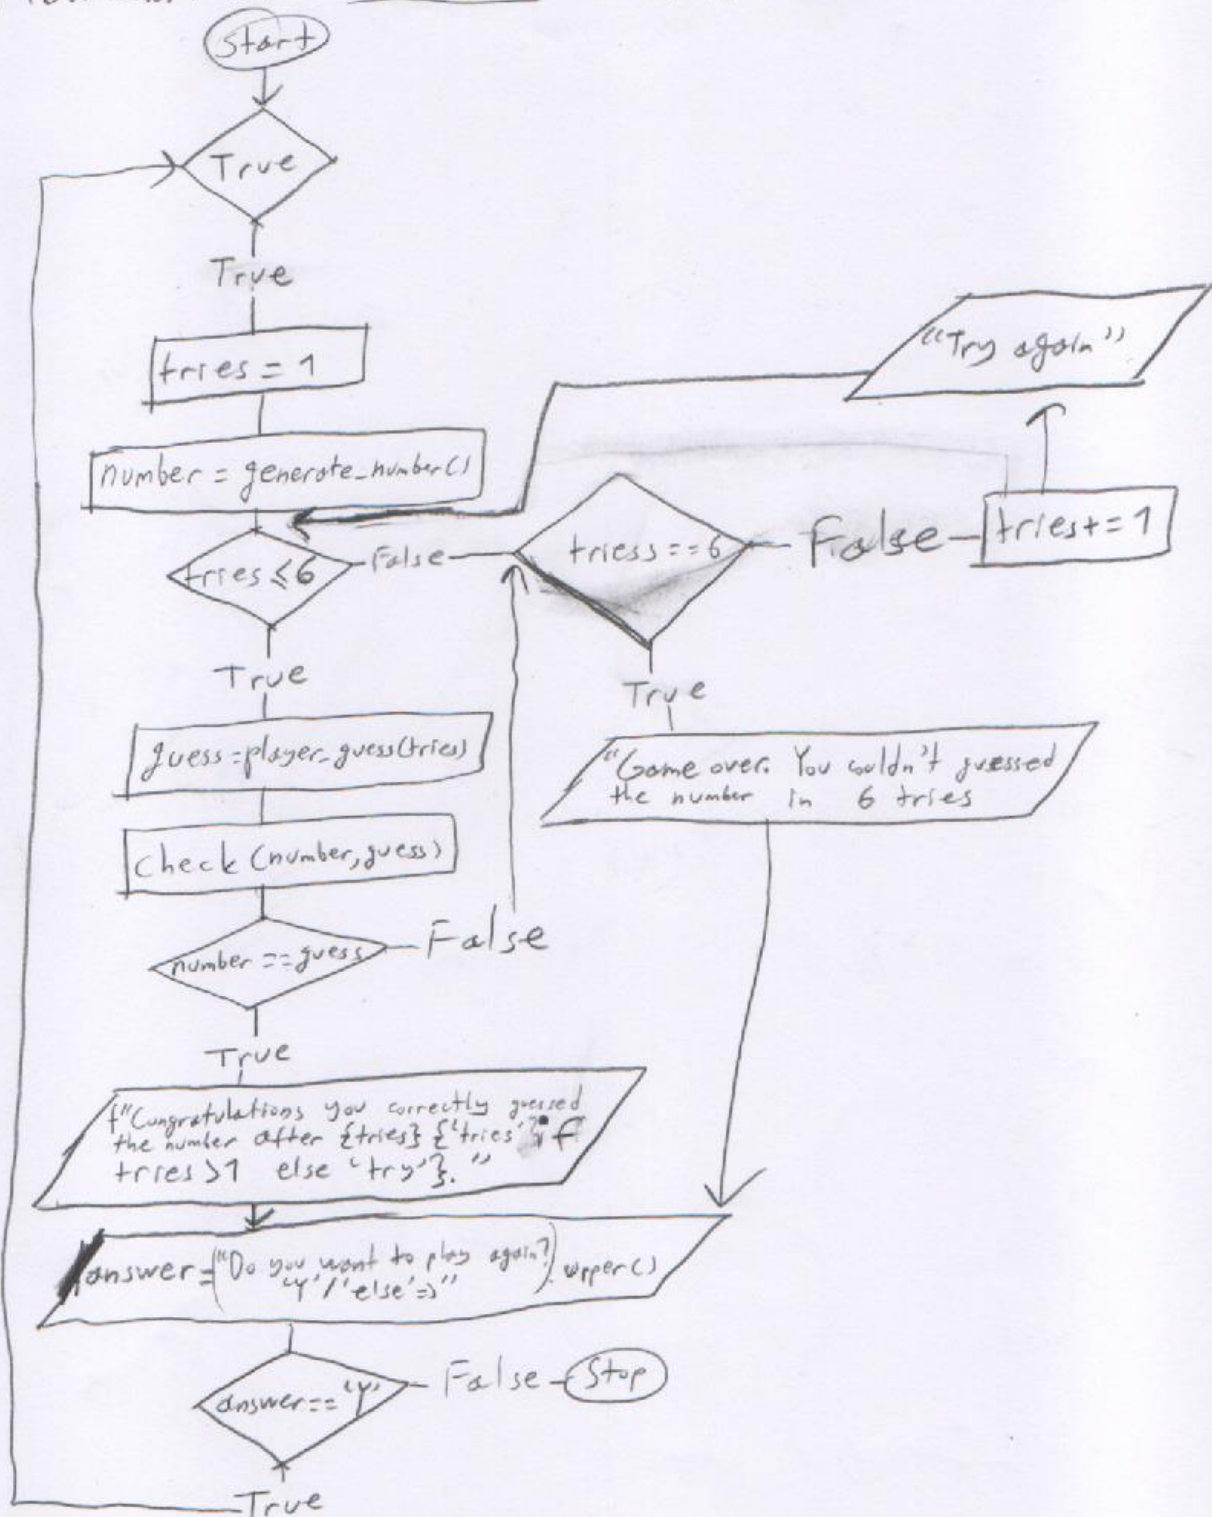 Start
True
True
tries = 1
number = generate_number()
tries ≤ 6
False
triess == 6
False
tries += 1
"Try again"
True
guess = player_guess(tries)
check (number, guess)
number == guess
False
True
"Game over. You couldn't guessed
the number in 6 tries
True
f"Congratulations you correctly guessed
the number after {tries} {'tries' if
tries > 1 else 'try'}."
answer = ("Do you want to play again?
'Y' / 'else' =>").upper()
answer == 'Y'
False
Stop
True